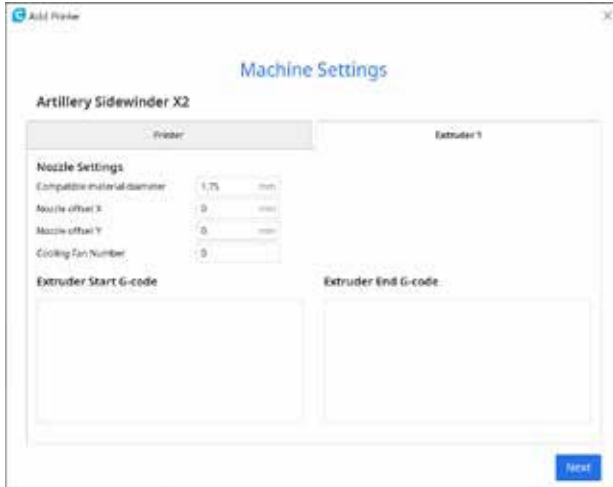 Add Printer
Machine Settings
Artillery Sidewinder X2
Printer
Extruder 1
Nozzle Settings
Compatible material diameter 1.75 mm
Nozzle offset X 0 mm
Nozzle offset Y 0 mm
Cooling Fan Number 0
Extruder Start G-code
Extruder End G-code
Next